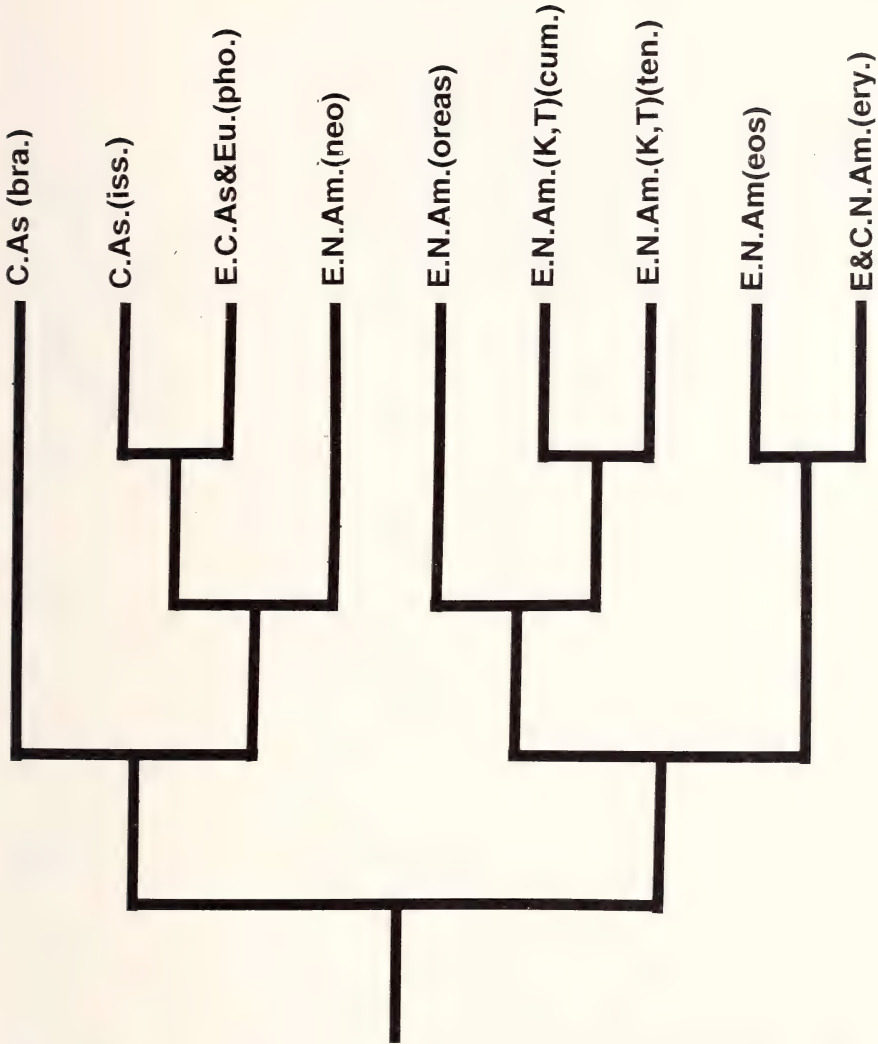 C.As (bra.)
C.As.(iss.)
E.C.As&Eu.(pho.)
E.N.Am.(neo)
E.N.Am.(oreas)
E.N.Am.(K,T)(cum.)
E.N.Am.(K,T)(ten.)
E.N.Am(eos)
E&C.N.Am.(ery.)